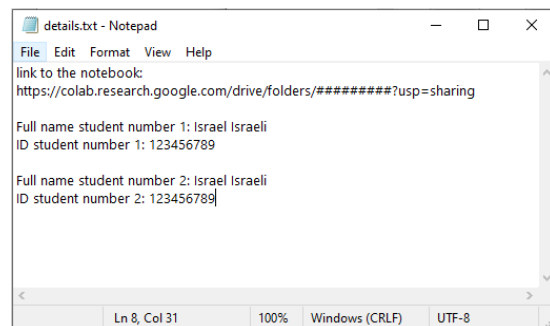 details.txt - Notepad
File Edit Format View Help
link to the notebook:
https://colab.research.google.com/drive/folders/#########?usp=sharing
Full name student number 1: Israel Israeli
ID student number 1: 123456789
Full name student number 2: Israel Israeli
ID student number 2: 123456789
Ln 8, Col 31 100% Windows (CRLF) UTF-8